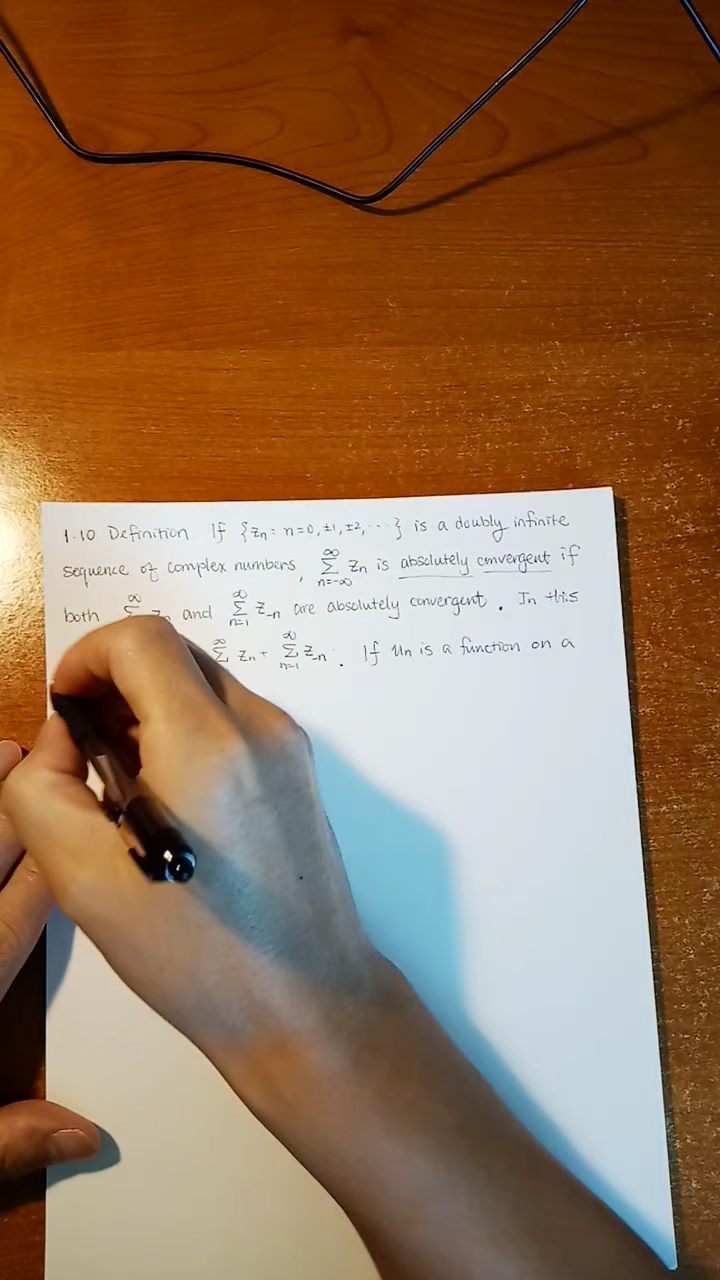 1.10 Definition If {zₙ: n=0,±1,±2,⋯} is a doubly infinite
sequence of complex numbers, ∑_{n=-∞}^{∞} zₙ is absolutely convergent if
both ∑^{∞} zₙ and ∑_{n=1}^{∞} z₋ₙ are absolutely convergent. In this
∑^{∞} zₙ + ∑_{n=1}^{∞} z₋ₙ. If uₙ is a function on a